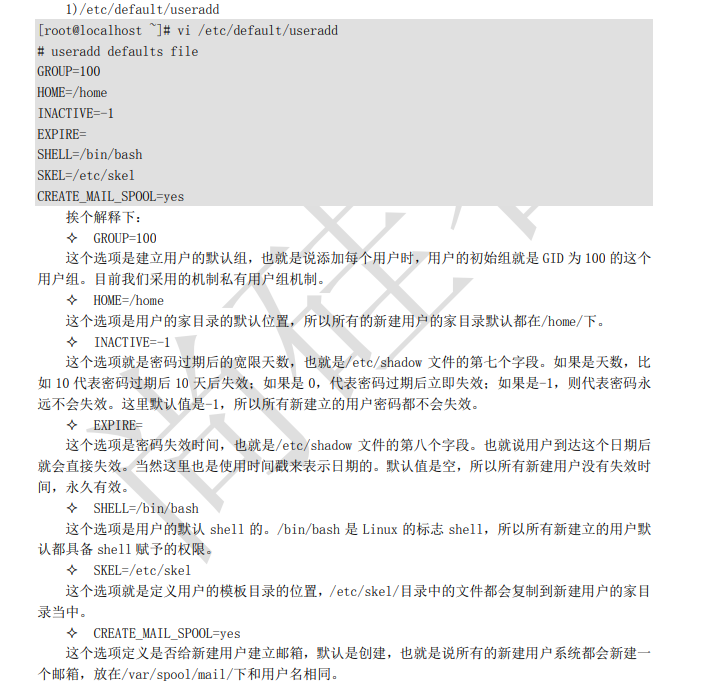 1)/etc/default/useradd
[root@localhost ~]# vi /etc/default/useradd
# useradd defaults file
GROUP=100
HOME=/home
INACTIVE=-1
EXPIRE=
SHELL=/bin/bash
SKEL=/etc/skel
CREATE_MAIL_SPOOL=yes
挨个解释下：
✧ GROUP=100
这个选项是建立用户的默认组，也就是说添加每个用户时，用户的初始组就是 GID 为 100 的这个
用户组。目前我们采用的机制私有用户组机制。
✧ HOME=/home
这个选项是用户的家目录的默认位置，所以所有的新建用户的家目录默认都在/home/下。
✧ INACTIVE=-1
这个选项就是密码过期后的宽限天数，也就是/etc/shadow 文件的第七个字段。如果是天数，比
如 10 代表密码过期后 10 天后失效；如果是 0，代表密码过期后立即失效；如果是-1，则代表密码永
远不会失效。这里默认值是-1，所以所有新建立的用户密码都不会失效。
✧ EXPIRE=
这个选项是密码失效时间，也就是/etc/shadow 文件的第八个字段。也就说用户到达这个日期后
就会直接失效。当然这里也是使用时间戳来表示日期的。默认值是空，所以所有新建用户没有失效时
间，永久有效。
✧ SHELL=/bin/bash
这个选项是用户的默认 shell 的。/bin/bash 是 Linux 的标志 shell，所以所有新建立的用户默
认都具备 shell 赋予的权限。
✧ SKEL=/etc/skel
这个选项就是定义用户的模板目录的位置，/etc/skel/目录中的文件都会复制到新建用户的家目
录当中。
✧ CREATE_MAIL_SPOOL=yes
这个选项定义是否给新建用户建立邮箱，默认是创建，也就是说所有的新建用户系统都会新建一
个邮箱，放在/var/spool/mail/下和用户名相同。
尚硅